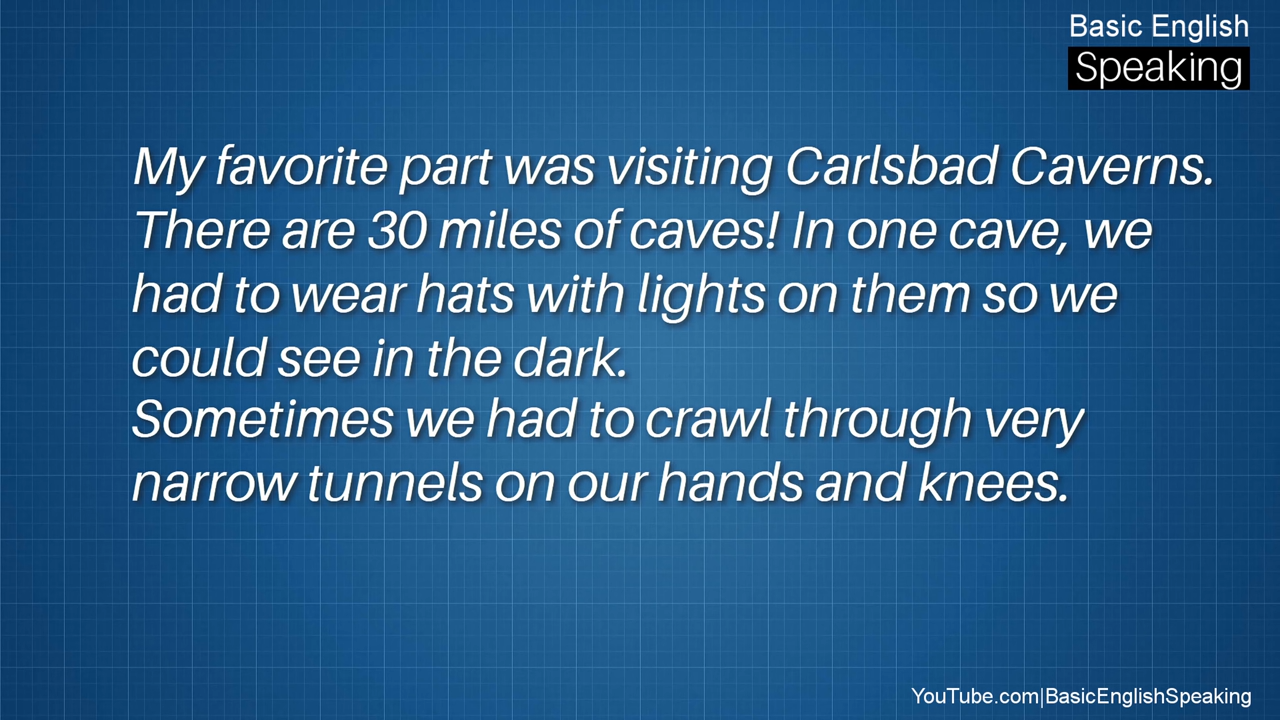 Basic English
Speaking
My favorite part was visiting Carlsbad Caverns.
There are 30 miles of caves! In one cave, we
had to wear hats with lights on them so we
could see in the dark.
Sometimes we had to crawl through very
narrow tunnels on our hands and knees.
YouTube.com|BasicEnglishSpeaking